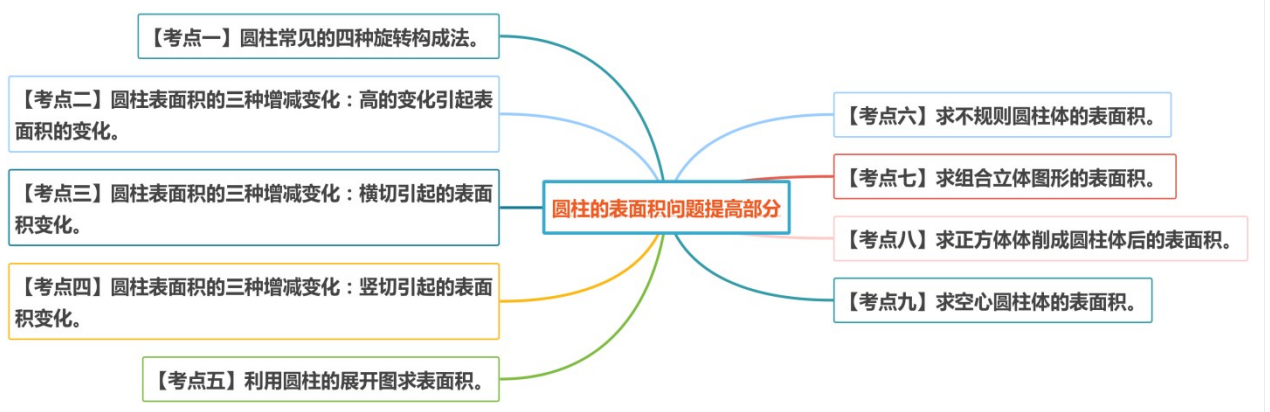 【考点一】圆柱常见的四种旋转构成法。
【考点二】圆柱表面积的三种增减变化：高的变化引起表
面积的变化。
【考点三】圆柱表面积的三种增减变化：横切引起的表面
积变化。
【考点四】圆柱表面积的三种增减变化：竖切引起的表面
积变化。
【考点五】利用圆柱的展开图求表面积。
圆柱的表面积问题提高部分
【考点六】求不规则圆柱体的表面积。
【考点七】求组合立体图形的表面积。
【考点八】求正方体体削成圆柱体后的表面积。
【考点九】求空心圆柱体的表面积。